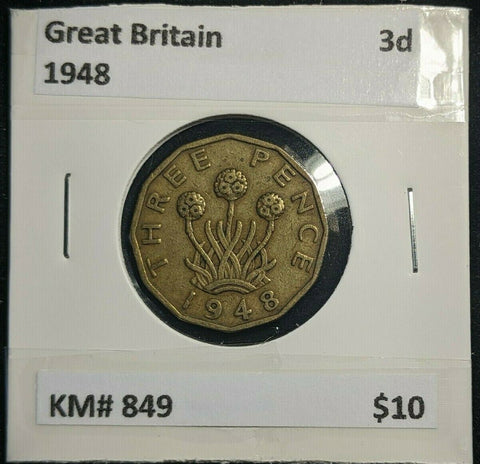 Great Britain 3d
1948
THREE PENCE
1948
KM# 849 $10